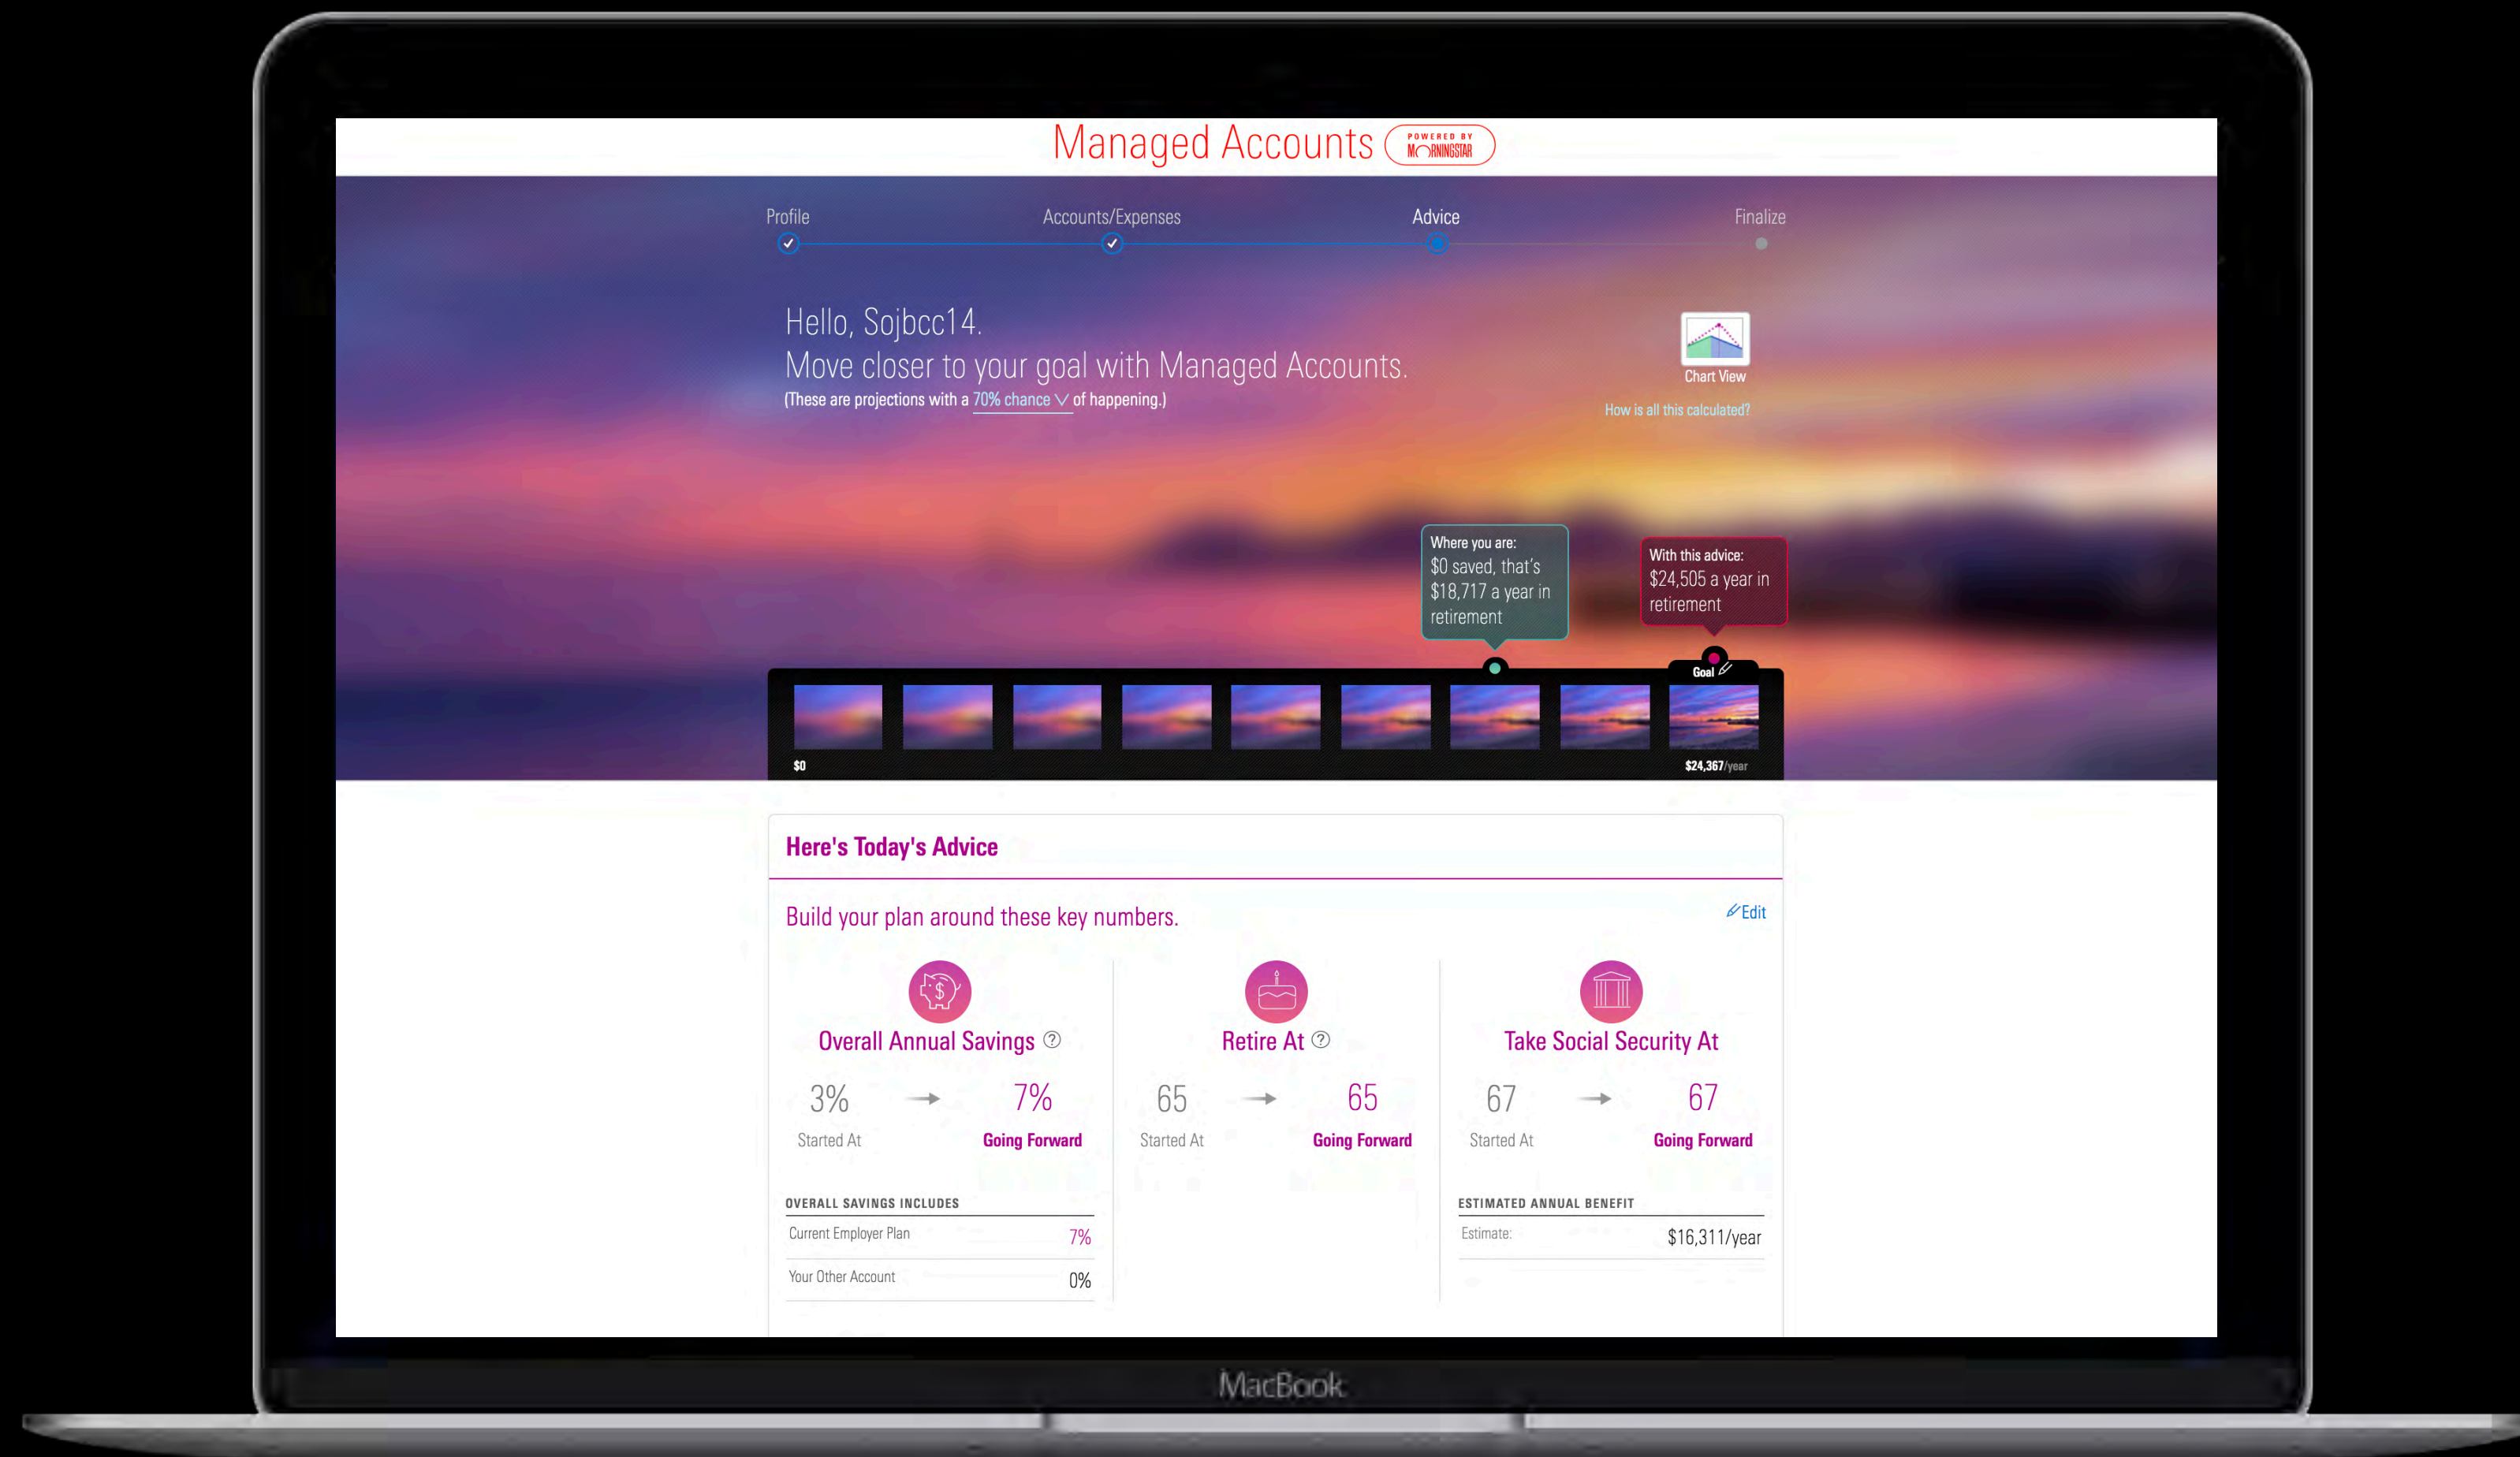 Managed Accounts
POWERED BY
MORNINGSTAR
Profile
Accounts/Expenses
Advice
Finalize
Hello, Sojbcc14.
Move closer to your goal with Managed Accounts.
(These are projections with a 70% chance of happening.)
Chart View
How is all this calculated?
Where you are:
$0 saved, that's
$18,717 a year in
retirement
With this advice:
$24,505 a year in
retirement
Goal
$0
$24,367/year
Here's Today's Advice
Build your plan around these key numbers.
Edit
Overall Annual Savings ?
3% → 7%
Started At Going Forward
OVERALL SAVINGS INCLUDES
Current Employer Plan 7%
Your Other Account 0%
Retire At ?
65 → 65
Started At Going Forward
Take Social Security At
67 → 67
Started At Going Forward
ESTIMATED ANNUAL BENEFIT
Estimate: $16,311/year
MacBook